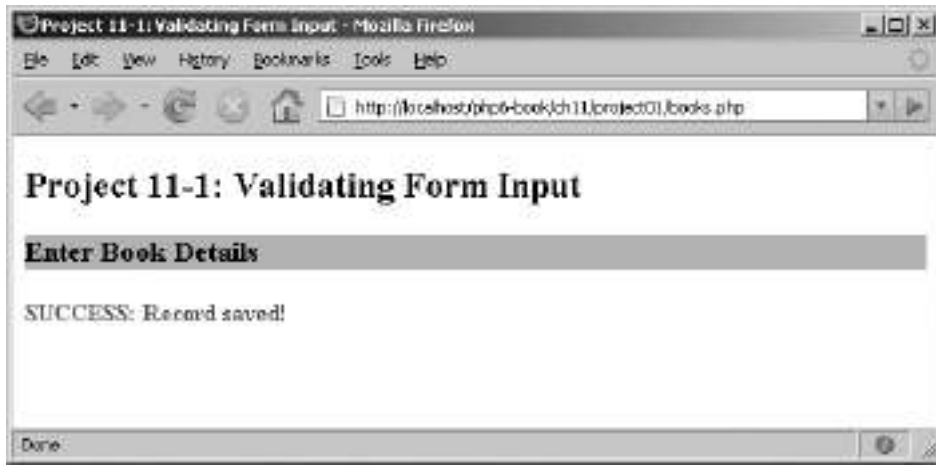 Project 11-1: Validating Form Input - Mozilla Firefox
File Edit View History Bookmarks Tools Help
http://localhost/php6-book/ch11/project01/books.php
Project 11-1: Validating Form Input
Enter Book Details
SUCCESS: Record saved!
Done